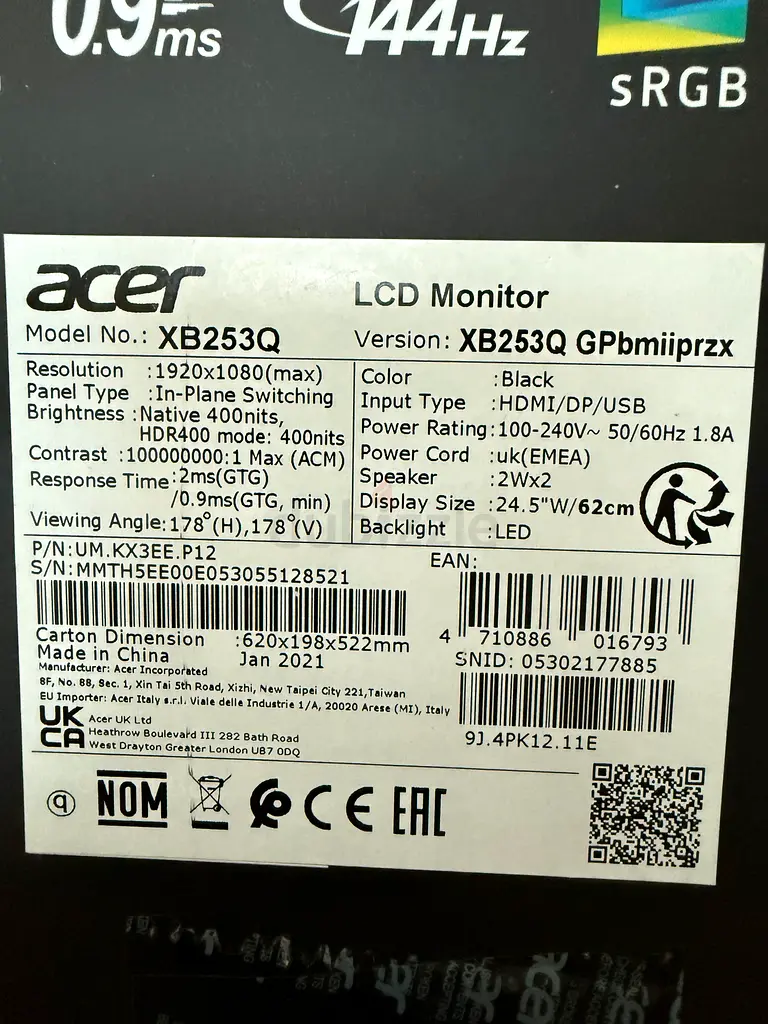 0.9ms
144Hz
sRGB
acer
LCD Monitor
Model No.: XB253Q
Version: XB253Q GPbmiiprzx
Resolution :1920x1080(max)
Panel Type :In-Plane Switching
Brightness :Native 400nits,
HDR400 mode: 400nits
Contrast :100000000:1 Max (ACM)
Response Time:2ms(GTG)
/0.9ms(GTG, min)
Viewing Angle:178°(H),178°(V)
Color :Black
Input Type :HDMI/DP/USB
Power Rating:100-240V~ 50/60Hz 1.8A
Power Cord :uk(EMEA)
Speaker :2Wx2
Display Size :24.5"W/62cm
Backlight :LED
P/N:UM.KX3EE.P12
S/N:MMTH5EE00E053055128521
Carton Dimension :620x198x522mm
Made in China Jan 2021
Manufacturer: Acer Incorporated
8F, No. 88, Sec. 1, Xin Tai 5th Road, Xizhi, New Taipei City 221,Taiwan
EU Importer: Acer Italy s.r.l. Viale delle Industrie 1/A, 20020 Arese (MI), Italy
UK
CA
Acer UK Ltd
Heathrow Boulevard III 282 Bath Road
West Drayton Greater London UB7 0DQ
EAN:
4 710886 016793
SNID: 05302177885
9J.4PK12.11E
q NOM CE EAC
dubizzle